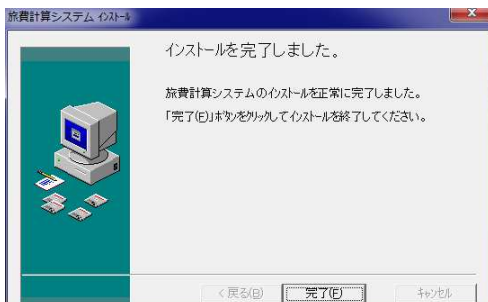 旅費計算システム インストール
インストールを完了しました。
旅費計算システムのインストールを正常に完了しました。
「完了(F)」ボタンをクリックしてインストールを終了してください。
< 戻る(B)
完了(F)
キャンセル